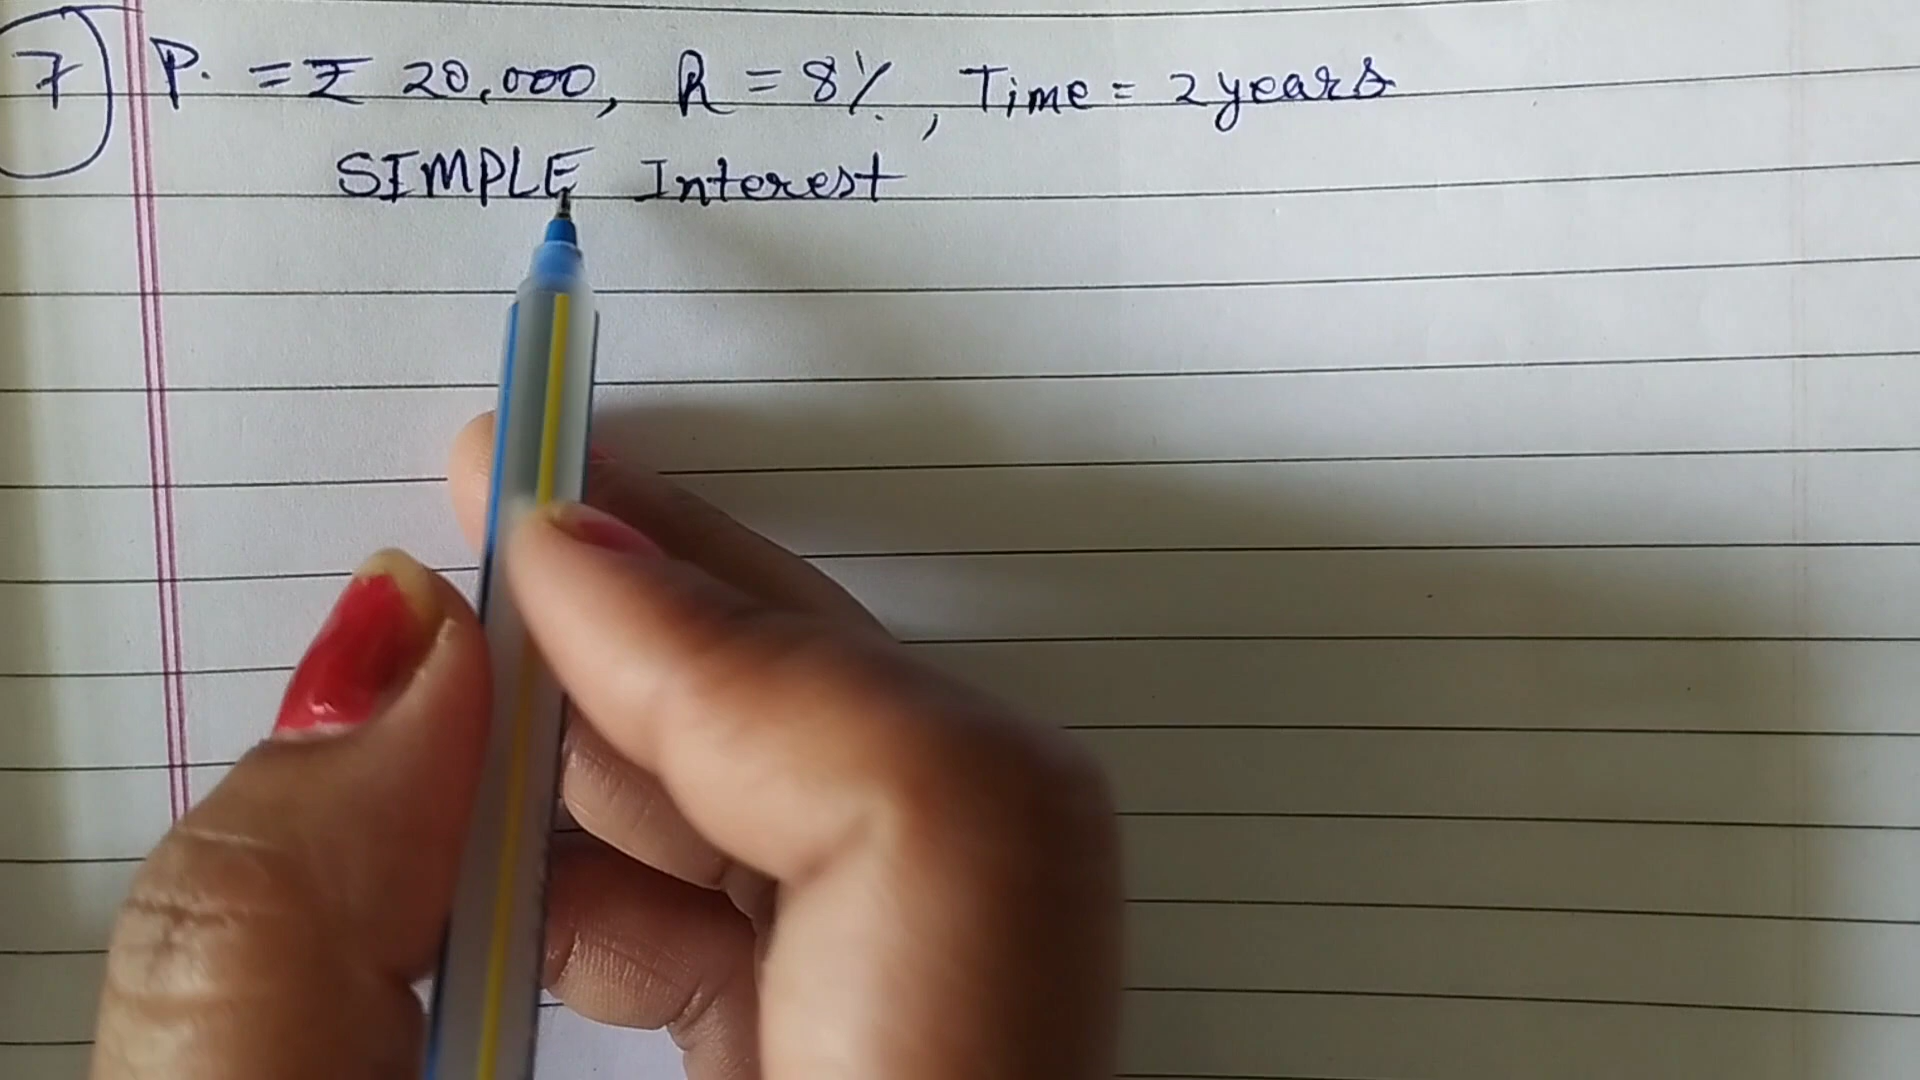 7 P. = ₹ 20,000, R = 8%, Time = 2 years
SIMPLE Interest